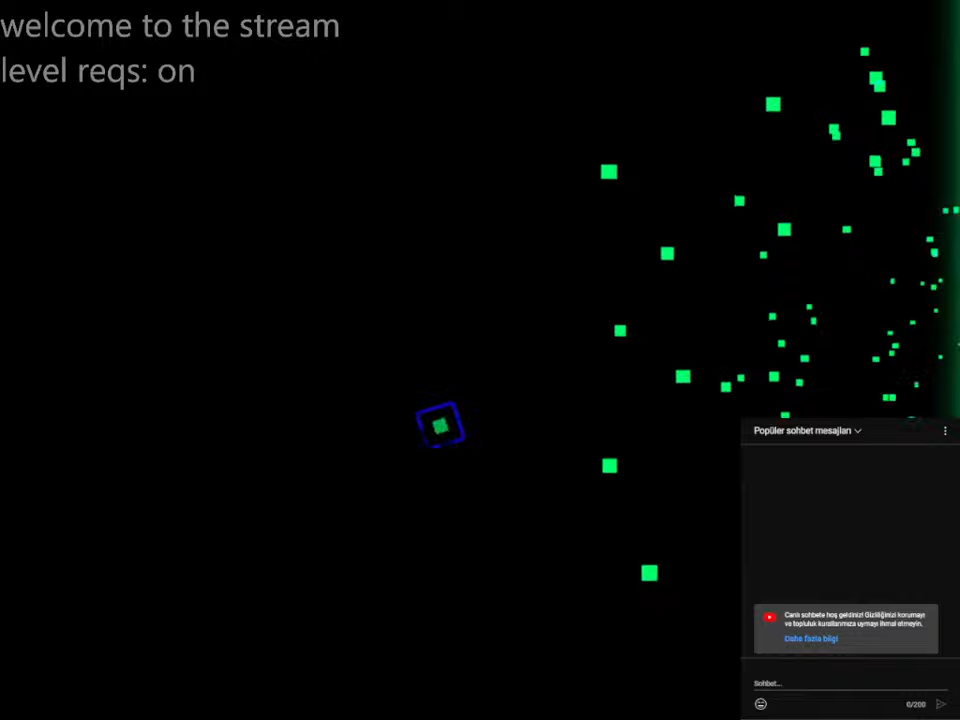 welcome to the stream
level reqs: on
Popüler sohbet mesajları
Canlı sohbete hoş geldiniz! Gizliliğinizi korumayı
ve topluluk kurallarımıza uymayı ihmal etmeyin.
Daha fazla bilgi
Sohbet...
0/200